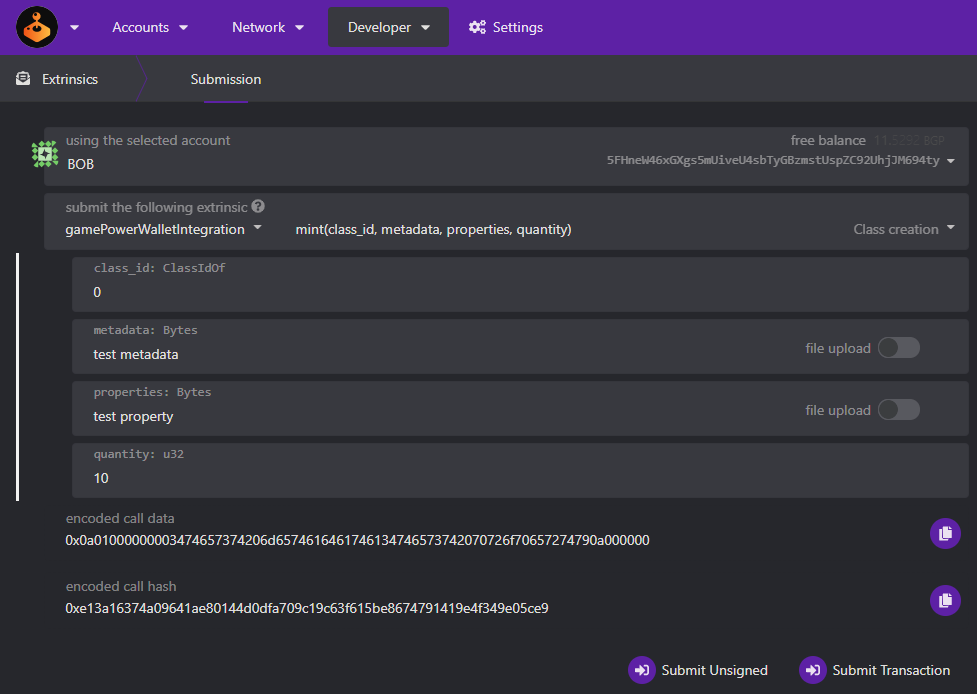 Accounts Network Developer Settings
Extrinsics Submission
using the selected account free balance 11.5292 BGP
BOB 5FHneW46xGXgs5mUiveU4sbTyGBzmstUspZC92UhjJM694ty
submit the following extrinsic
gamePowerWalletIntegration mint(class_id, metadata, properties, quantity) Class creation
class_id: ClassIdOf
0
metadata: Bytes
test metadata file upload
properties: Bytes
test property file upload
quantity: u32
10
encoded call data
0x0a01000000003474657374206d6574616461746134746573742070726f70657274790a000000
encoded call hash
0xe13a16374a09641ae80144d0dfa709c19c63f615be8674791419e4f349e05ce9
Submit Unsigned Submit Transaction